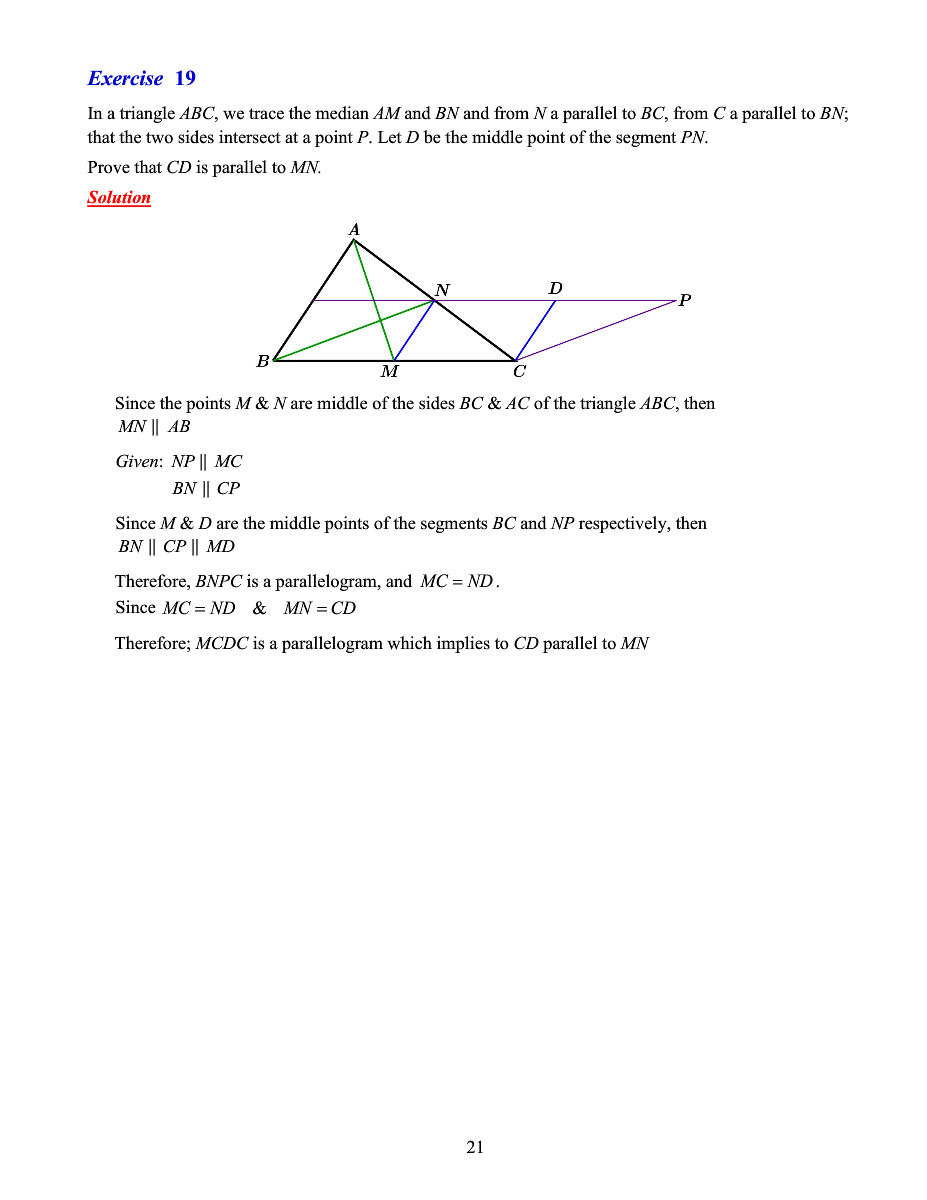 Exercise 19
In a triangle ABC, we trace the median AM and BN and from N a parallel to BC, from C a parallel to BN;
that the two sides intersect at a point P. Let D be the middle point of the segment PN.
Prove that CD is parallel to MN.
Solution
A
N
D
P
B
M
C
Since the points M & N are middle of the sides BC & AC of the triangle ABC, then
MN || AB
Given: NP || MC
BN || CP
Since M & D are the middle points of the segments BC and NP respectively, then
BN || CP || MD
Therefore, BNPC is a parallelogram, and MC = ND.
Since MC = ND & MN = CD
Therefore; MCDC is a parallelogram which implies to CD parallel to MN
21